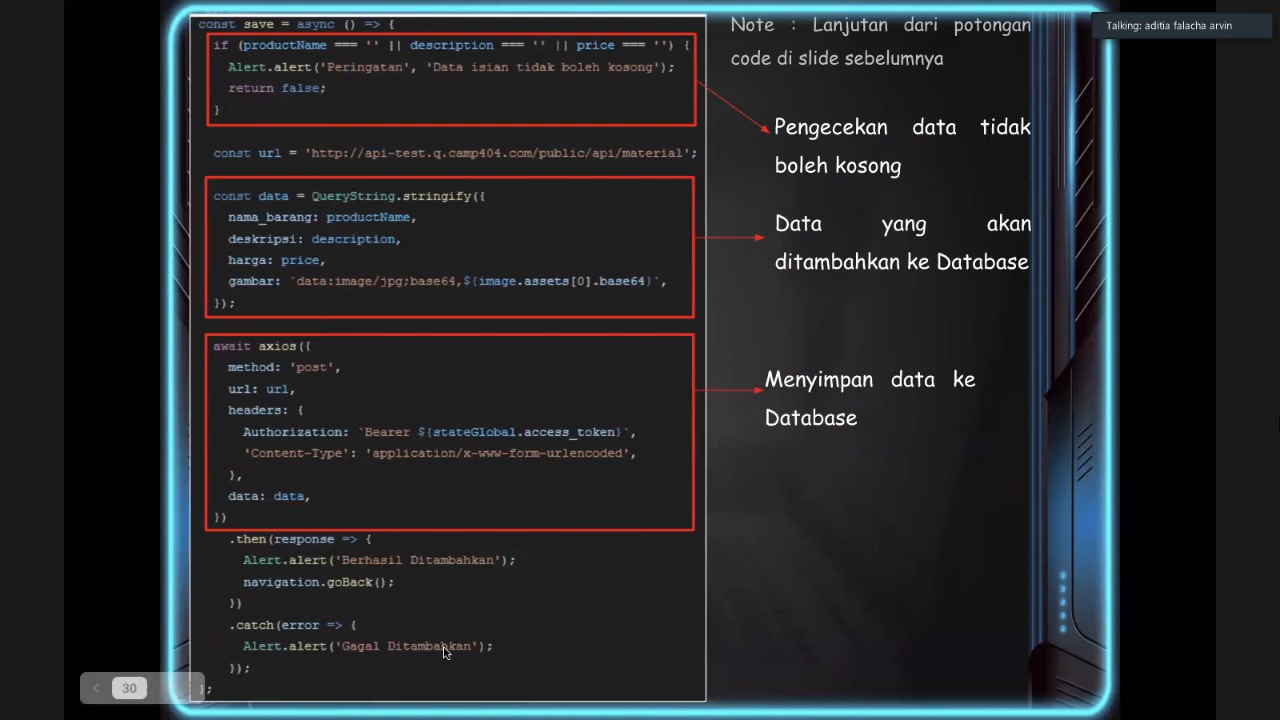 const save = async () => {
if (productName === '' || description === '' || price === '') {
Alert.alert('Peringatan', 'Data isian tidak boleh kosong');
return false;
}
const url = 'http://api-test.q.camp404.com/public/api/material';
const data = QueryString.stringify({
nama_barang: productName,
deskripsi: description,
harga: price,
gambar: `data:image/jpg;base64,${image.assets[0].base64}`,
});
await axios({
method: 'post',
url: url,
headers: {
Authorization: `Bearer ${stateGlobal.access_token}`,
'Content-Type': 'application/x-www-form-urlencoded',
},
data: data,
})
.then(response => {
Alert.alert('Berhasil Ditambahkan');
navigation.goBack();
})
.catch(error => {
Alert.alert('Gagal Ditambahkan');
});
};
Note : Lanjutan dari potongan
code di slide sebelumnya
Pengecekan data tidak
boleh kosong
Data yang akan
ditambahkan ke Database
Menyimpan data ke
Database
Talking: aditia falacha arvin
30